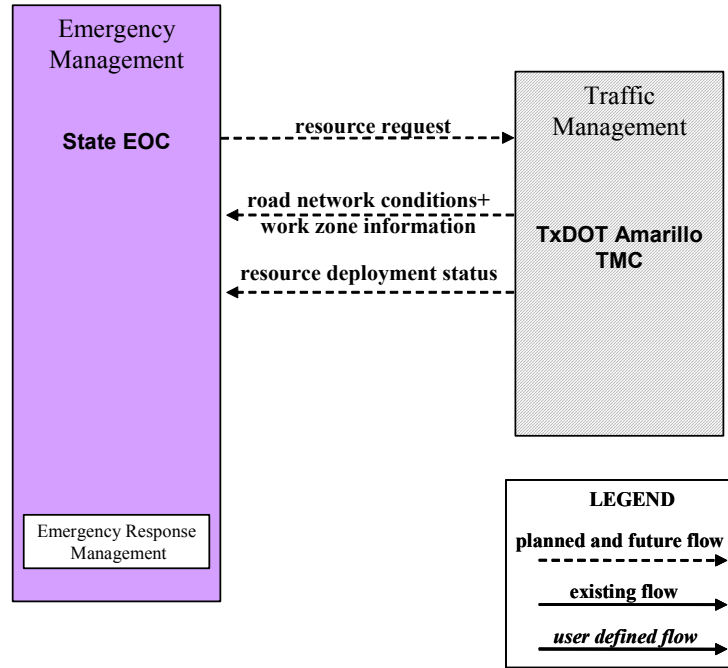 Emergency
Management
State EOC
resource request
road network conditions+
work zone information
resource deployment status
Traffic
Management
TxDOT Amarillo
TMC
Emergency Response
Management
LEGEND
planned and future flow
existing flow
user defined flow